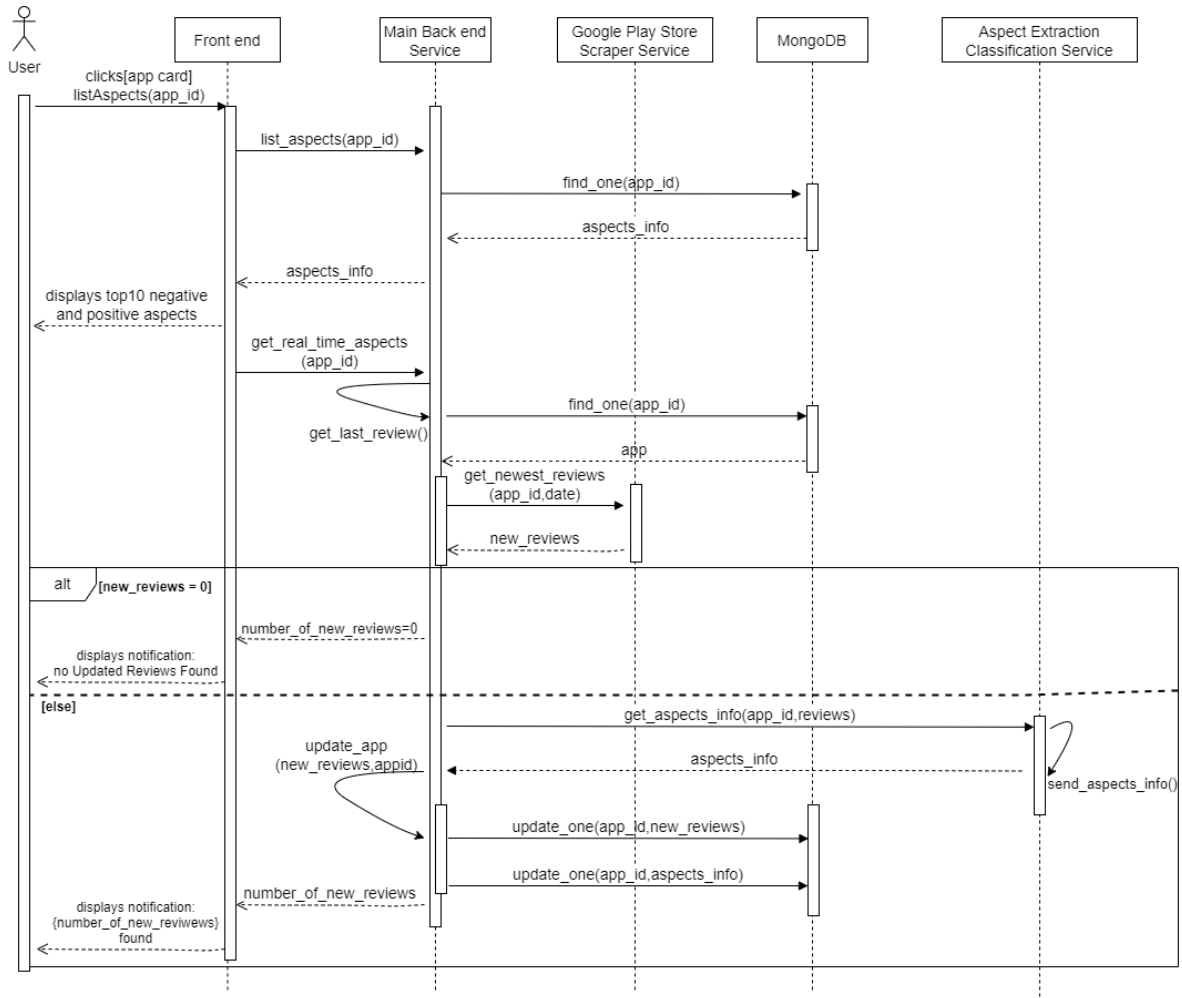 User
Front end
Main Back end
Service
Google Play Store
Scraper Service
MongoDB
Aspect Extraction
Classification Service
clicks[app card]
listAspects(app_id)
list_aspects(app_id)
find_one(app_id)
aspects_info
aspects_info
displays top10 negative
and positive aspects
get_real_time_aspects
(app_id)
find_one(app_id)
get_last_review()
app
get_newest_reviews
(app_id,date)
new_reviews
alt
[new_reviews = 0]
number_of_new_reviews=0
displays notification:
no Updated Reviews Found
[else]
get_aspects_info(app_id,reviews)
update_app
(new_reviews,appid)
aspects_info
send_aspects_info()
update_one(app_id,new_reviews)
update_one(app_id,aspects_info)
number_of_new_reviews
displays notification:
{number_of_new_reviwews}
found